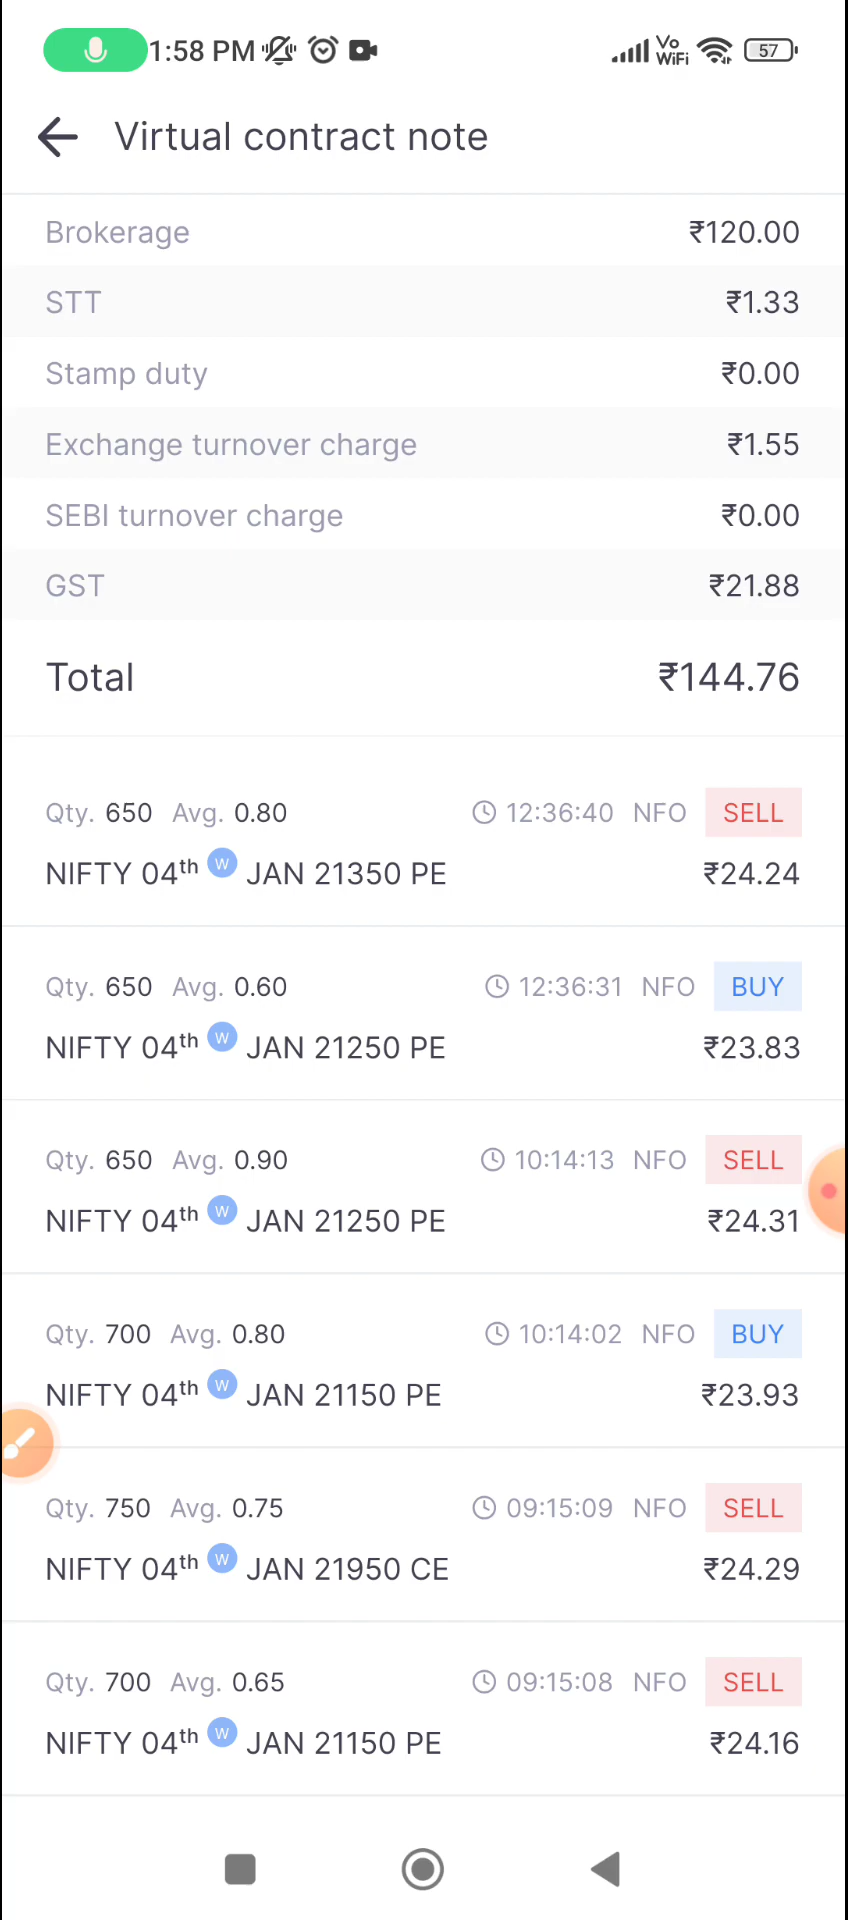 1:58 PM Vo WiFi 57
Virtual contract note
Brokerage ₹120.00
STT ₹1.33
Stamp duty ₹0.00
Exchange turnover charge ₹1.55
SEBI turnover charge ₹0.00
GST ₹21.88
Total ₹144.76
Qty. 650 Avg. 0.80 12:36:40 NFO SELL
NIFTY 04th W JAN 21350 PE ₹24.24
Qty. 650 Avg. 0.60 12:36:31 NFO BUY
NIFTY 04th W JAN 21250 PE ₹23.83
Qty. 650 Avg. 0.90 10:14:13 NFO SELL
NIFTY 04th W JAN 21250 PE ₹24.31
Qty. 700 Avg. 0.80 10:14:02 NFO BUY
NIFTY 04th W JAN 21150 PE ₹23.93
Qty. 750 Avg. 0.75 09:15:09 NFO SELL
NIFTY 04th W JAN 21950 CE ₹24.29
Qty. 700 Avg. 0.65 09:15:08 NFO SELL
NIFTY 04th W JAN 21150 PE ₹24.16